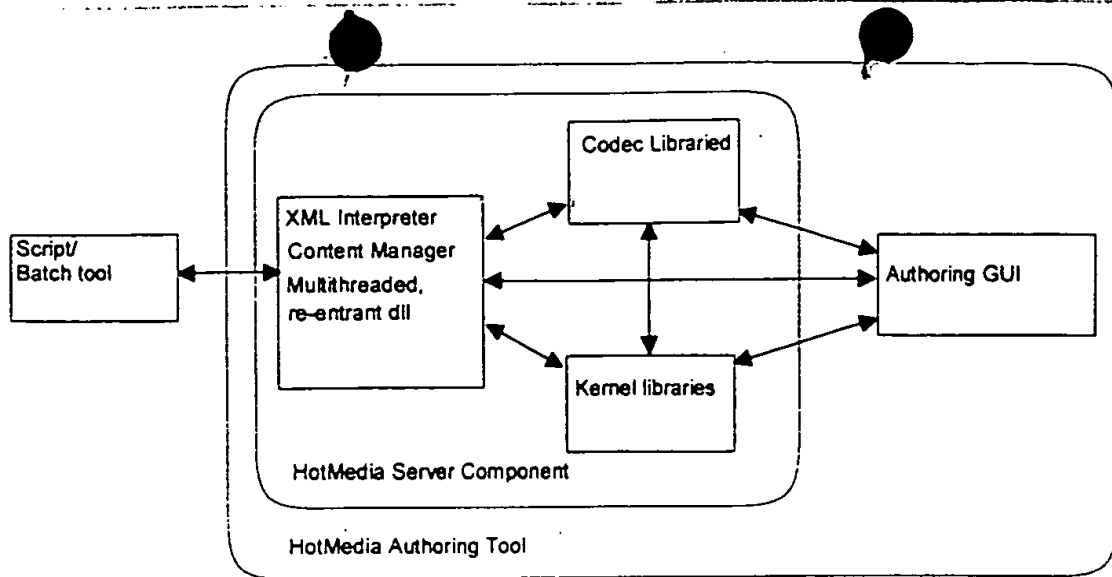 Codec Libraried
XML Interpreter
Content Manager
Multithreaded,
re-entrant dll
Script/
Batch tool
Authoring GUI
Kernel libraries
HotMedia Server Component
HotMedia Authoring Tool